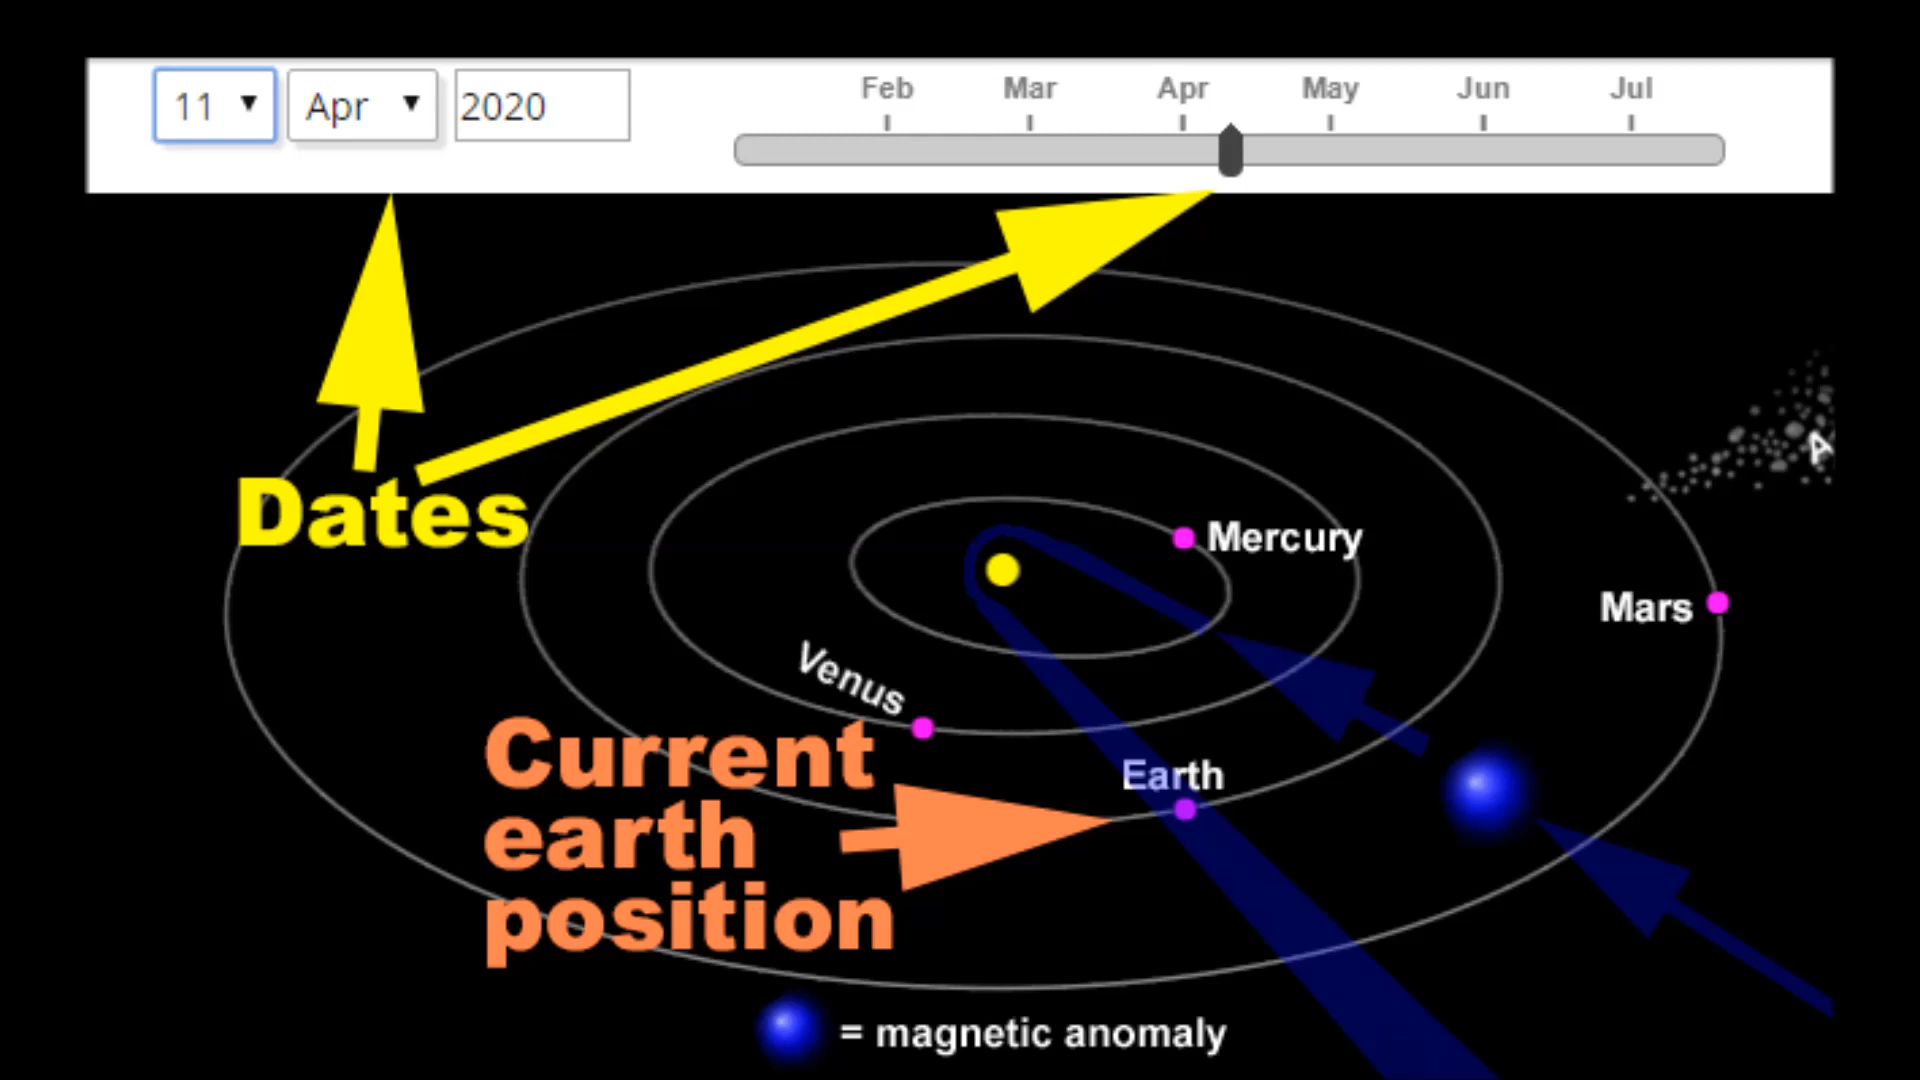 11 Apr 2020
Feb Mar Apr May Jun Jul
Dates
Mercury
Mars
Venus
Earth
Current
earth
position
= magnetic anomaly
A